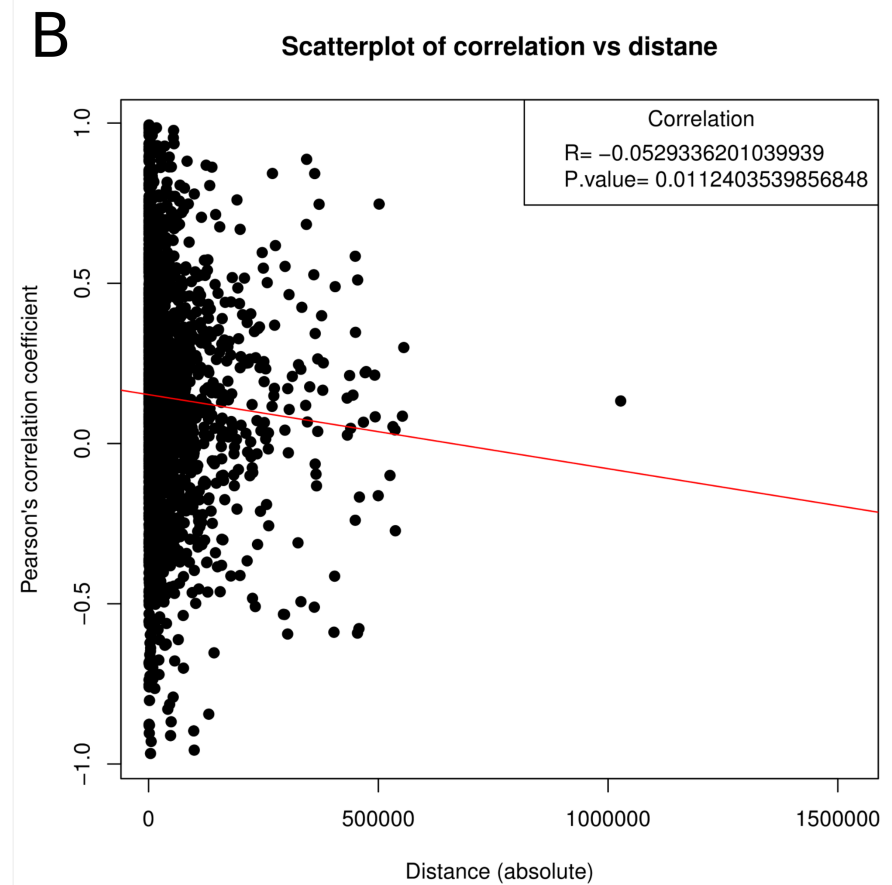 B
Scatterplot of correlation vs distane
Correlation
R= −0.0529336201039939
P.value= 0.0112403539856848
Pearson's correlation coefficient
1.0
0.5
0.0
−0.5
−1.0
0
500000
1000000
1500000
Distance (absolute)